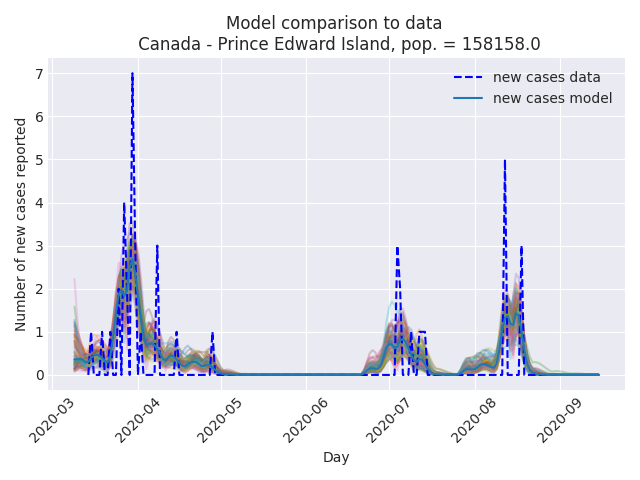 Model comparison to data
Canada - Prince Edward Island, pop. = 158158.0
new cases data
new cases model
Number of new cases reported
7
6
5
4
3
2
1
0
2020-03
2020-04
2020-05
2020-06
2020-07
2020-08
2020-09
Day